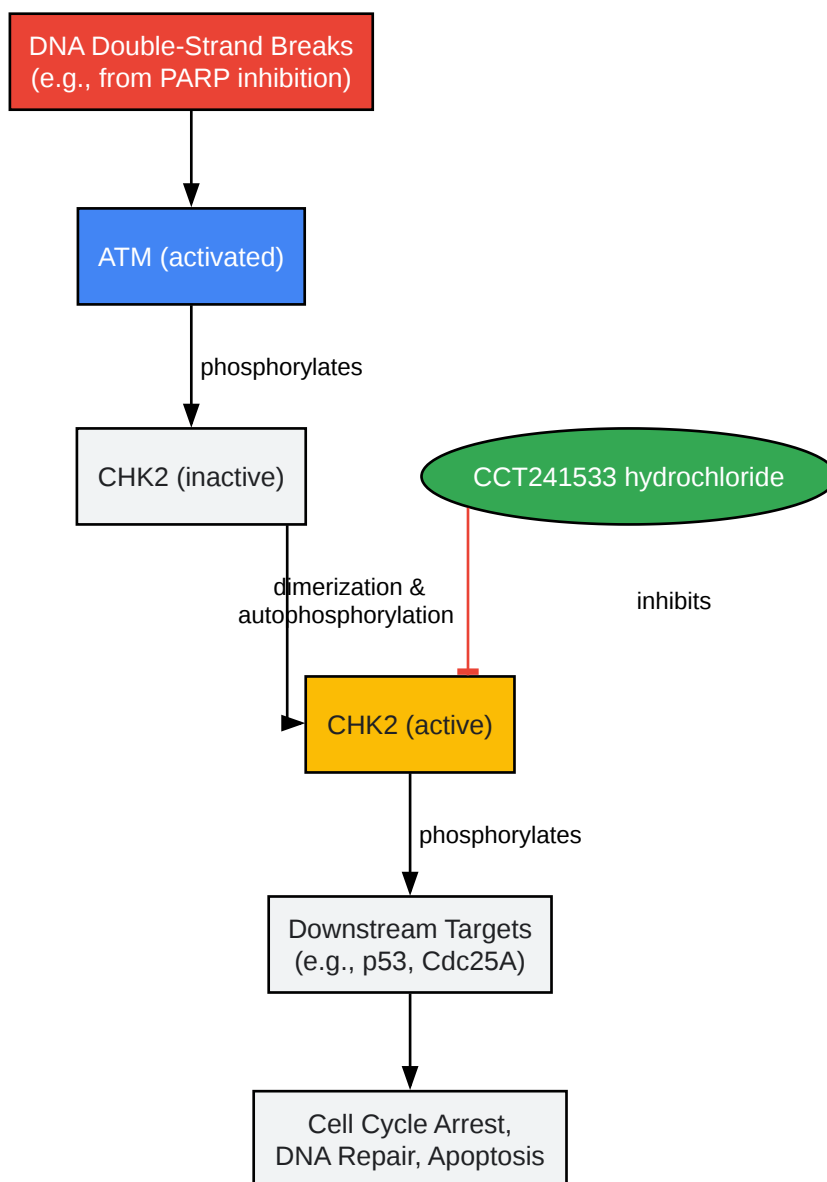 DNA Double-Strand Breaks
(e.g., from PARP inhibition)
ATM (activated)
phosphorylates
CHK2 (inactive)
CCT241533 hydrochloride
dimerization &
autophosphorylation
inhibits
CHK2 (active)
phosphorylates
Downstream Targets
(e.g., p53, Cdc25A)
Cell Cycle Arrest,
DNA Repair, Apoptosis